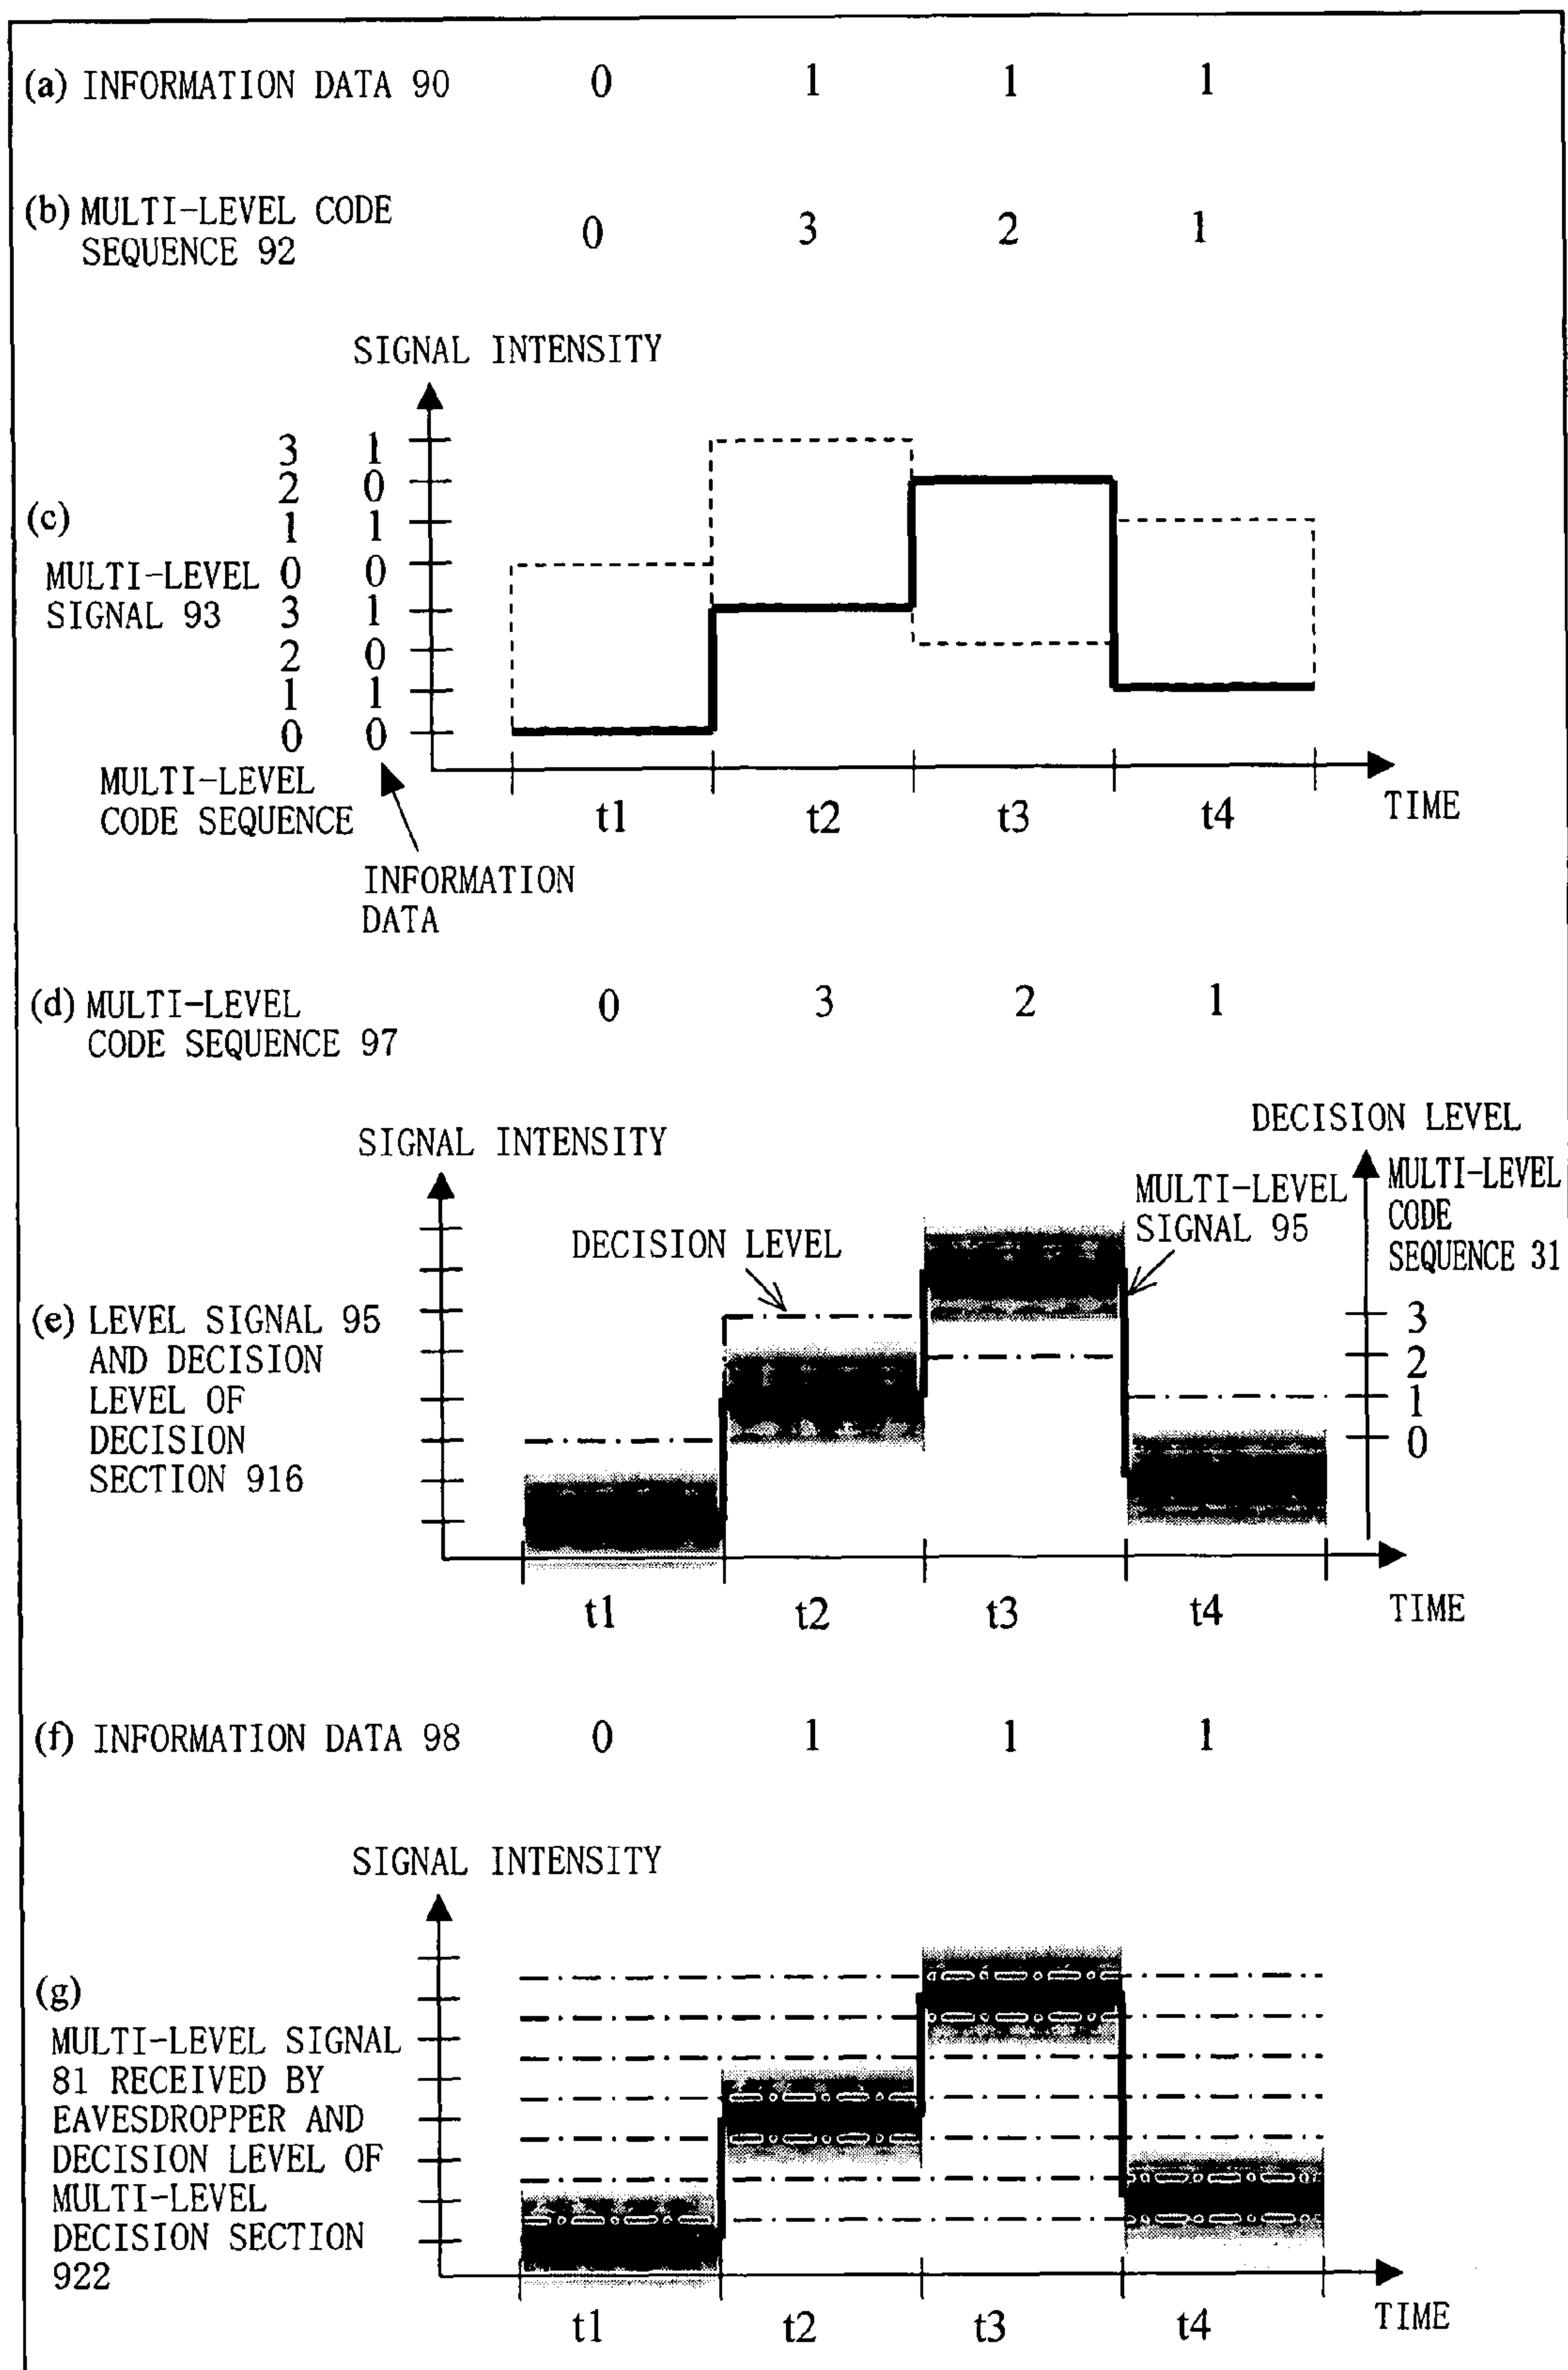 (a) INFORMATION DATA 90 0 1 1 1
(b) MULTI-LEVEL CODE
SEQUENCE 92 0 3 2 1
SIGNAL INTENSITY
3 1
2 0
(c)
1 1
MULTI-LEVEL 0 0
SIGNAL 93 3 1
2 0
1 1
0 0
MULTI-LEVEL
CODE SEQUENCE
t1 t2 t3 t4 TIME
INFORMATION
DATA
(d) MULTI-LEVEL 0 3 2 1
CODE SEQUENCE 97
DECISION LEVEL
SIGNAL INTENSITY
MULTI-LEVEL
CODE
SEQUENCE 31
MULTI-LEVEL
SIGNAL 95
DECISION LEVEL
(e) LEVEL SIGNAL 95
AND DECISION
LEVEL OF
DECISION
SECTION 916
3
2
1
0
t1 t2 t3 t4 TIME
(f) INFORMATION DATA 98 0 1 1 1
SIGNAL INTENSITY
(g)
MULTI-LEVEL SIGNAL
81 RECEIVED BY
EAVESDROPPER AND
DECISION LEVEL OF
MULTI-LEVEL
DECISION SECTION
922
t1 t2 t3 t4 TIME